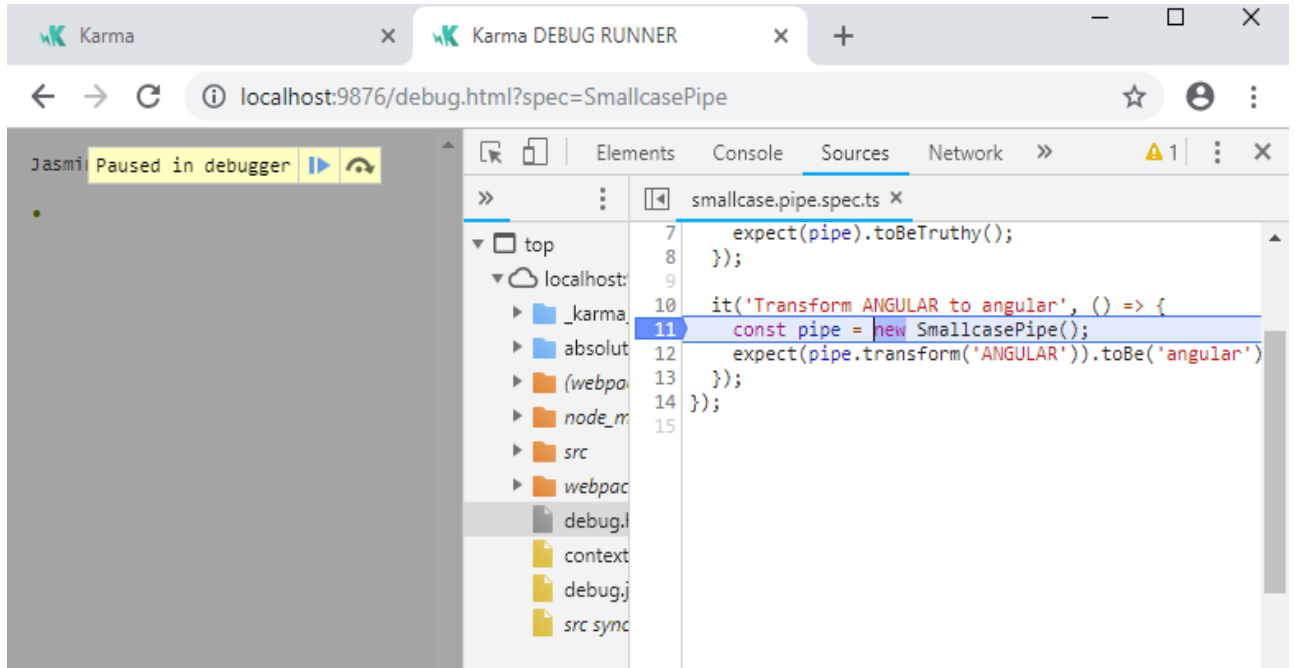 Karma
Karma DEBUG RUNNER
localhost:9876/debug.html?spec=SmallcasePipe
Paused in debugger
Elements Console Sources Network » 1
smallcase.pipe.spec.ts
top
localhost:
_karma_
absolut
(webpa
node_m
src
webpac
debug.h
context
debug.j
src sync
7 expect(pipe).toBeTruthy();
8 });
9
10 it('Transform ANGULAR to angular', () => {
11 const pipe = new SmallcasePipe();
12 expect(pipe.transform('ANGULAR')).toBe('angular')
13 });
14 });
15